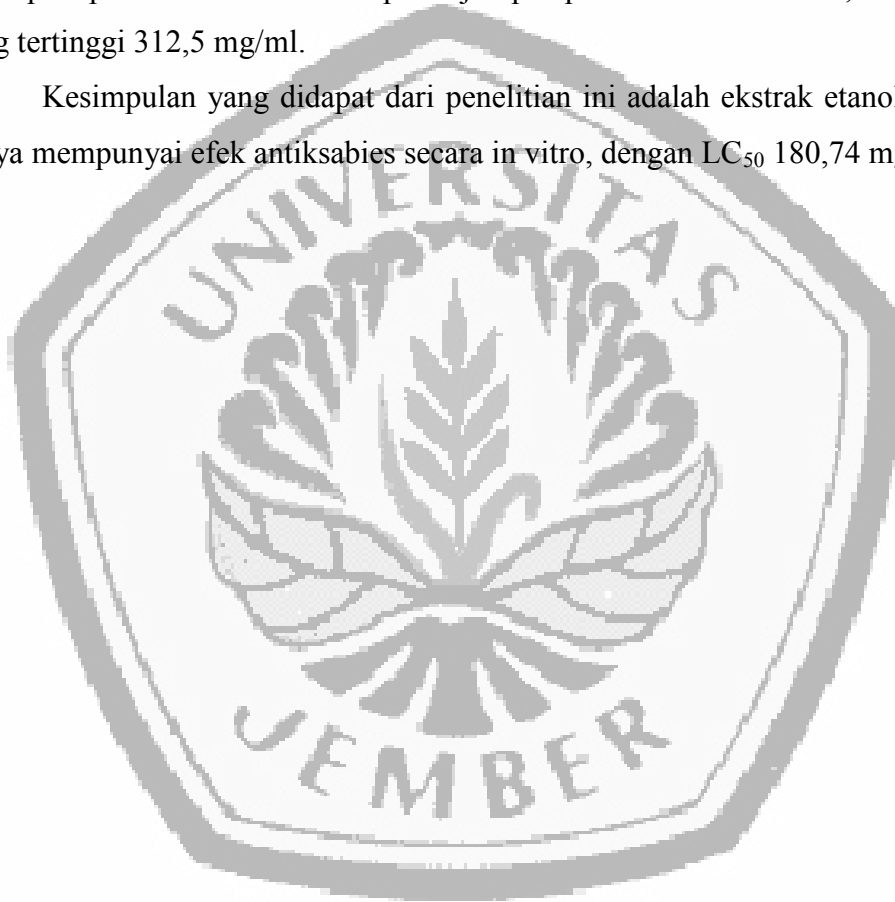 g tertinggi 312,5 mg/ml.
Kesimpulan yang didapat dari penelitian ini adalah ekstrak etanol
ya mempunyai efek antiksabies secara in vitro, dengan LC₅₀ 180,74 m
UNIVERSITAS
JEMBER